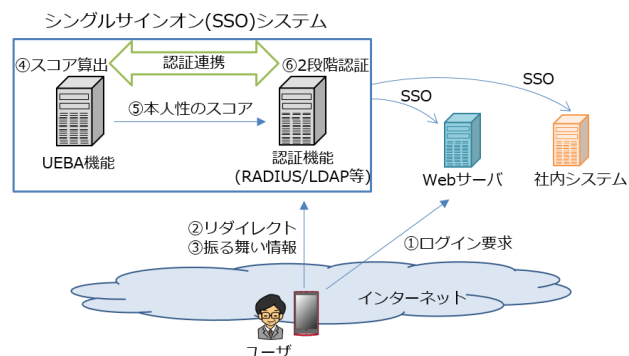 シングルサインオン(SSO)システム
④スコア算出
認証連携
⑥2段階認証
⑤本人性のスコア
UEBA機能
認証機能
(RADIUS/LDAP等)
SSO
SSO
Webサーバ
社内システム
②リダイレクト
③振る舞い情報
①ログイン要求
インターネット
ユーザ